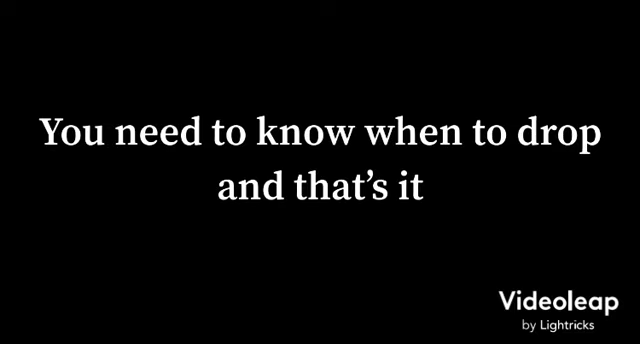 You need to know when to drop
and that's it
Videoleap
by Lightricks